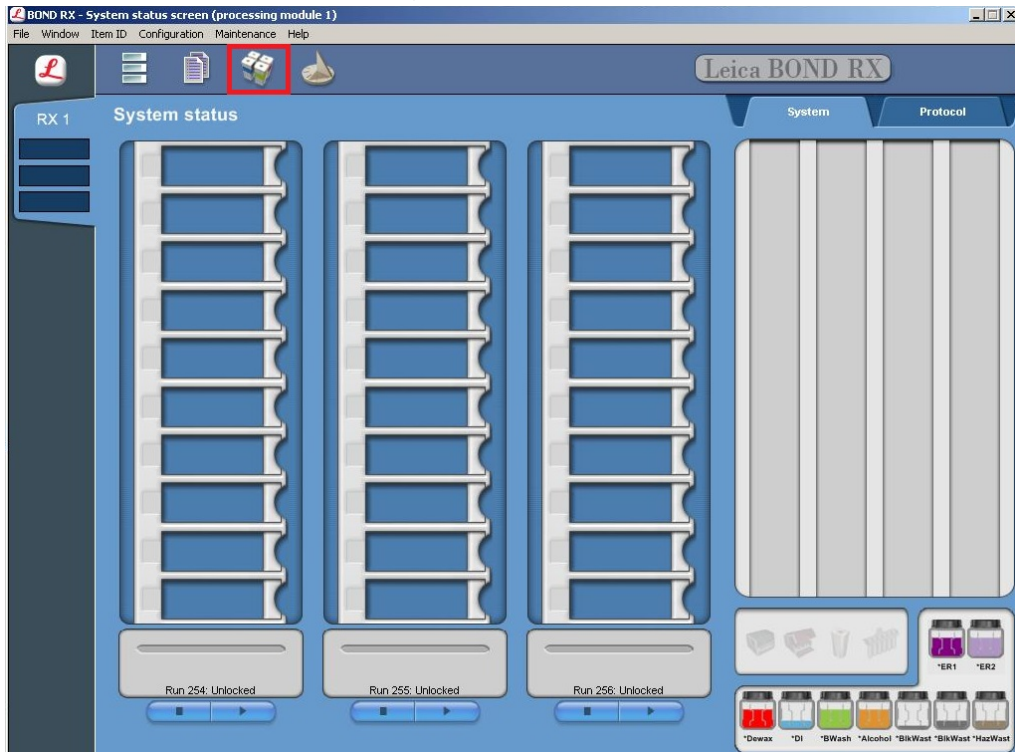 BOND RX - System status screen (processing module 1)
File Window Item ID Configuration Maintenance Help
Leica BOND RX
RX 1
System status
System
Protocol
Run 254: Unlocked
Run 255: Unlocked
Run 256: Unlocked
*ER1 *ER2
*Dewax *DI *BWash *Alcohol *BlkWast *BlkWast *HazWast